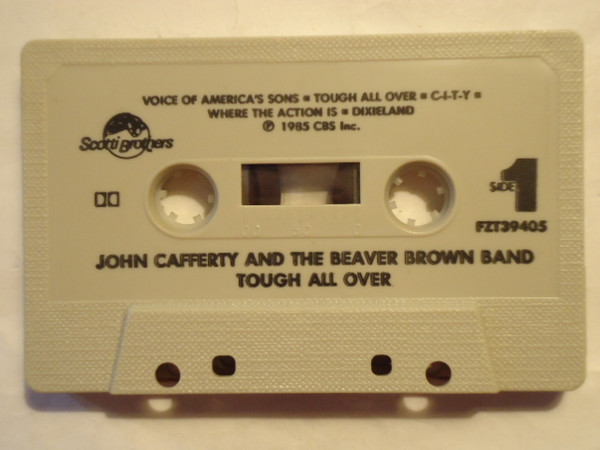 VOICE OF AMERICA'S SONS ■ TOUGH ALL OVER ■ C-I-T-Y ■
WHERE THE ACTION IS ■ DIXIELAND
℗ 1985 CBS Inc.
Scotti Brothers
SIDE 1
FZT39405
JOHN CAFFERTY AND THE BEAVER BROWN BAND
TOUGH ALL OVER